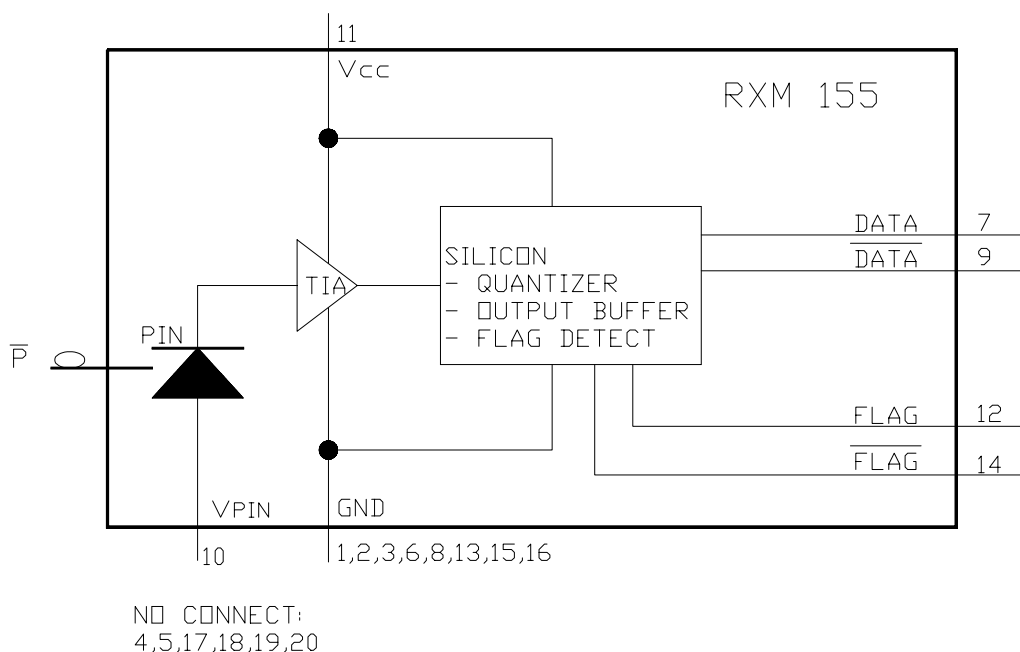 11
Vcc
RXM 155
DATA 7
DATA 9
SILICON
- QUANTIZER
- OUTPUT BUFFER
- FLAG DETECT
TIA
PIN
P̅
FLAG 12
FLAG 14
VPIN
GND
10
1,2,3,6,8,13,15,16
NO CONNECT:
4,5,17,18,19,20